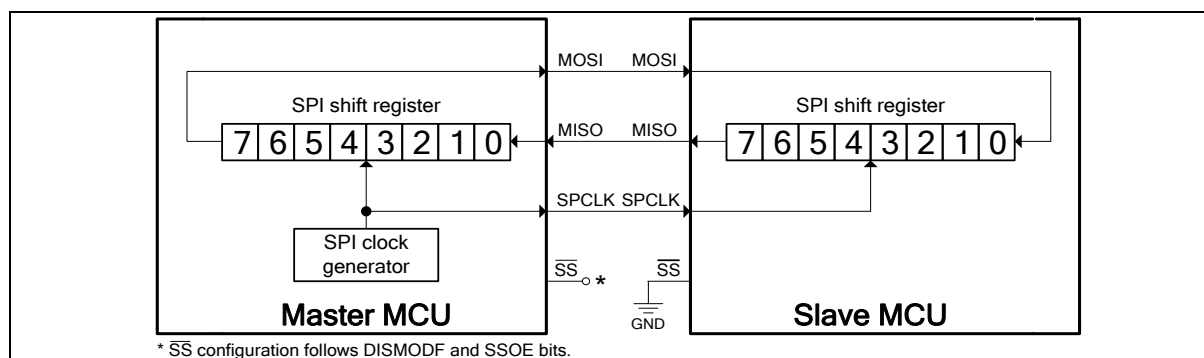 MOSI MOSI
SPI shift register SPI shift register
7 6 5 4 3 2 1 0 MISO MISO 7 6 5 4 3 2 1 0
SPCLK SPCLK
SPI clock
generator
SS * SS
GND
Master MCU Slave MCU
* SS configuration follows DISMODF and SSOE bits.